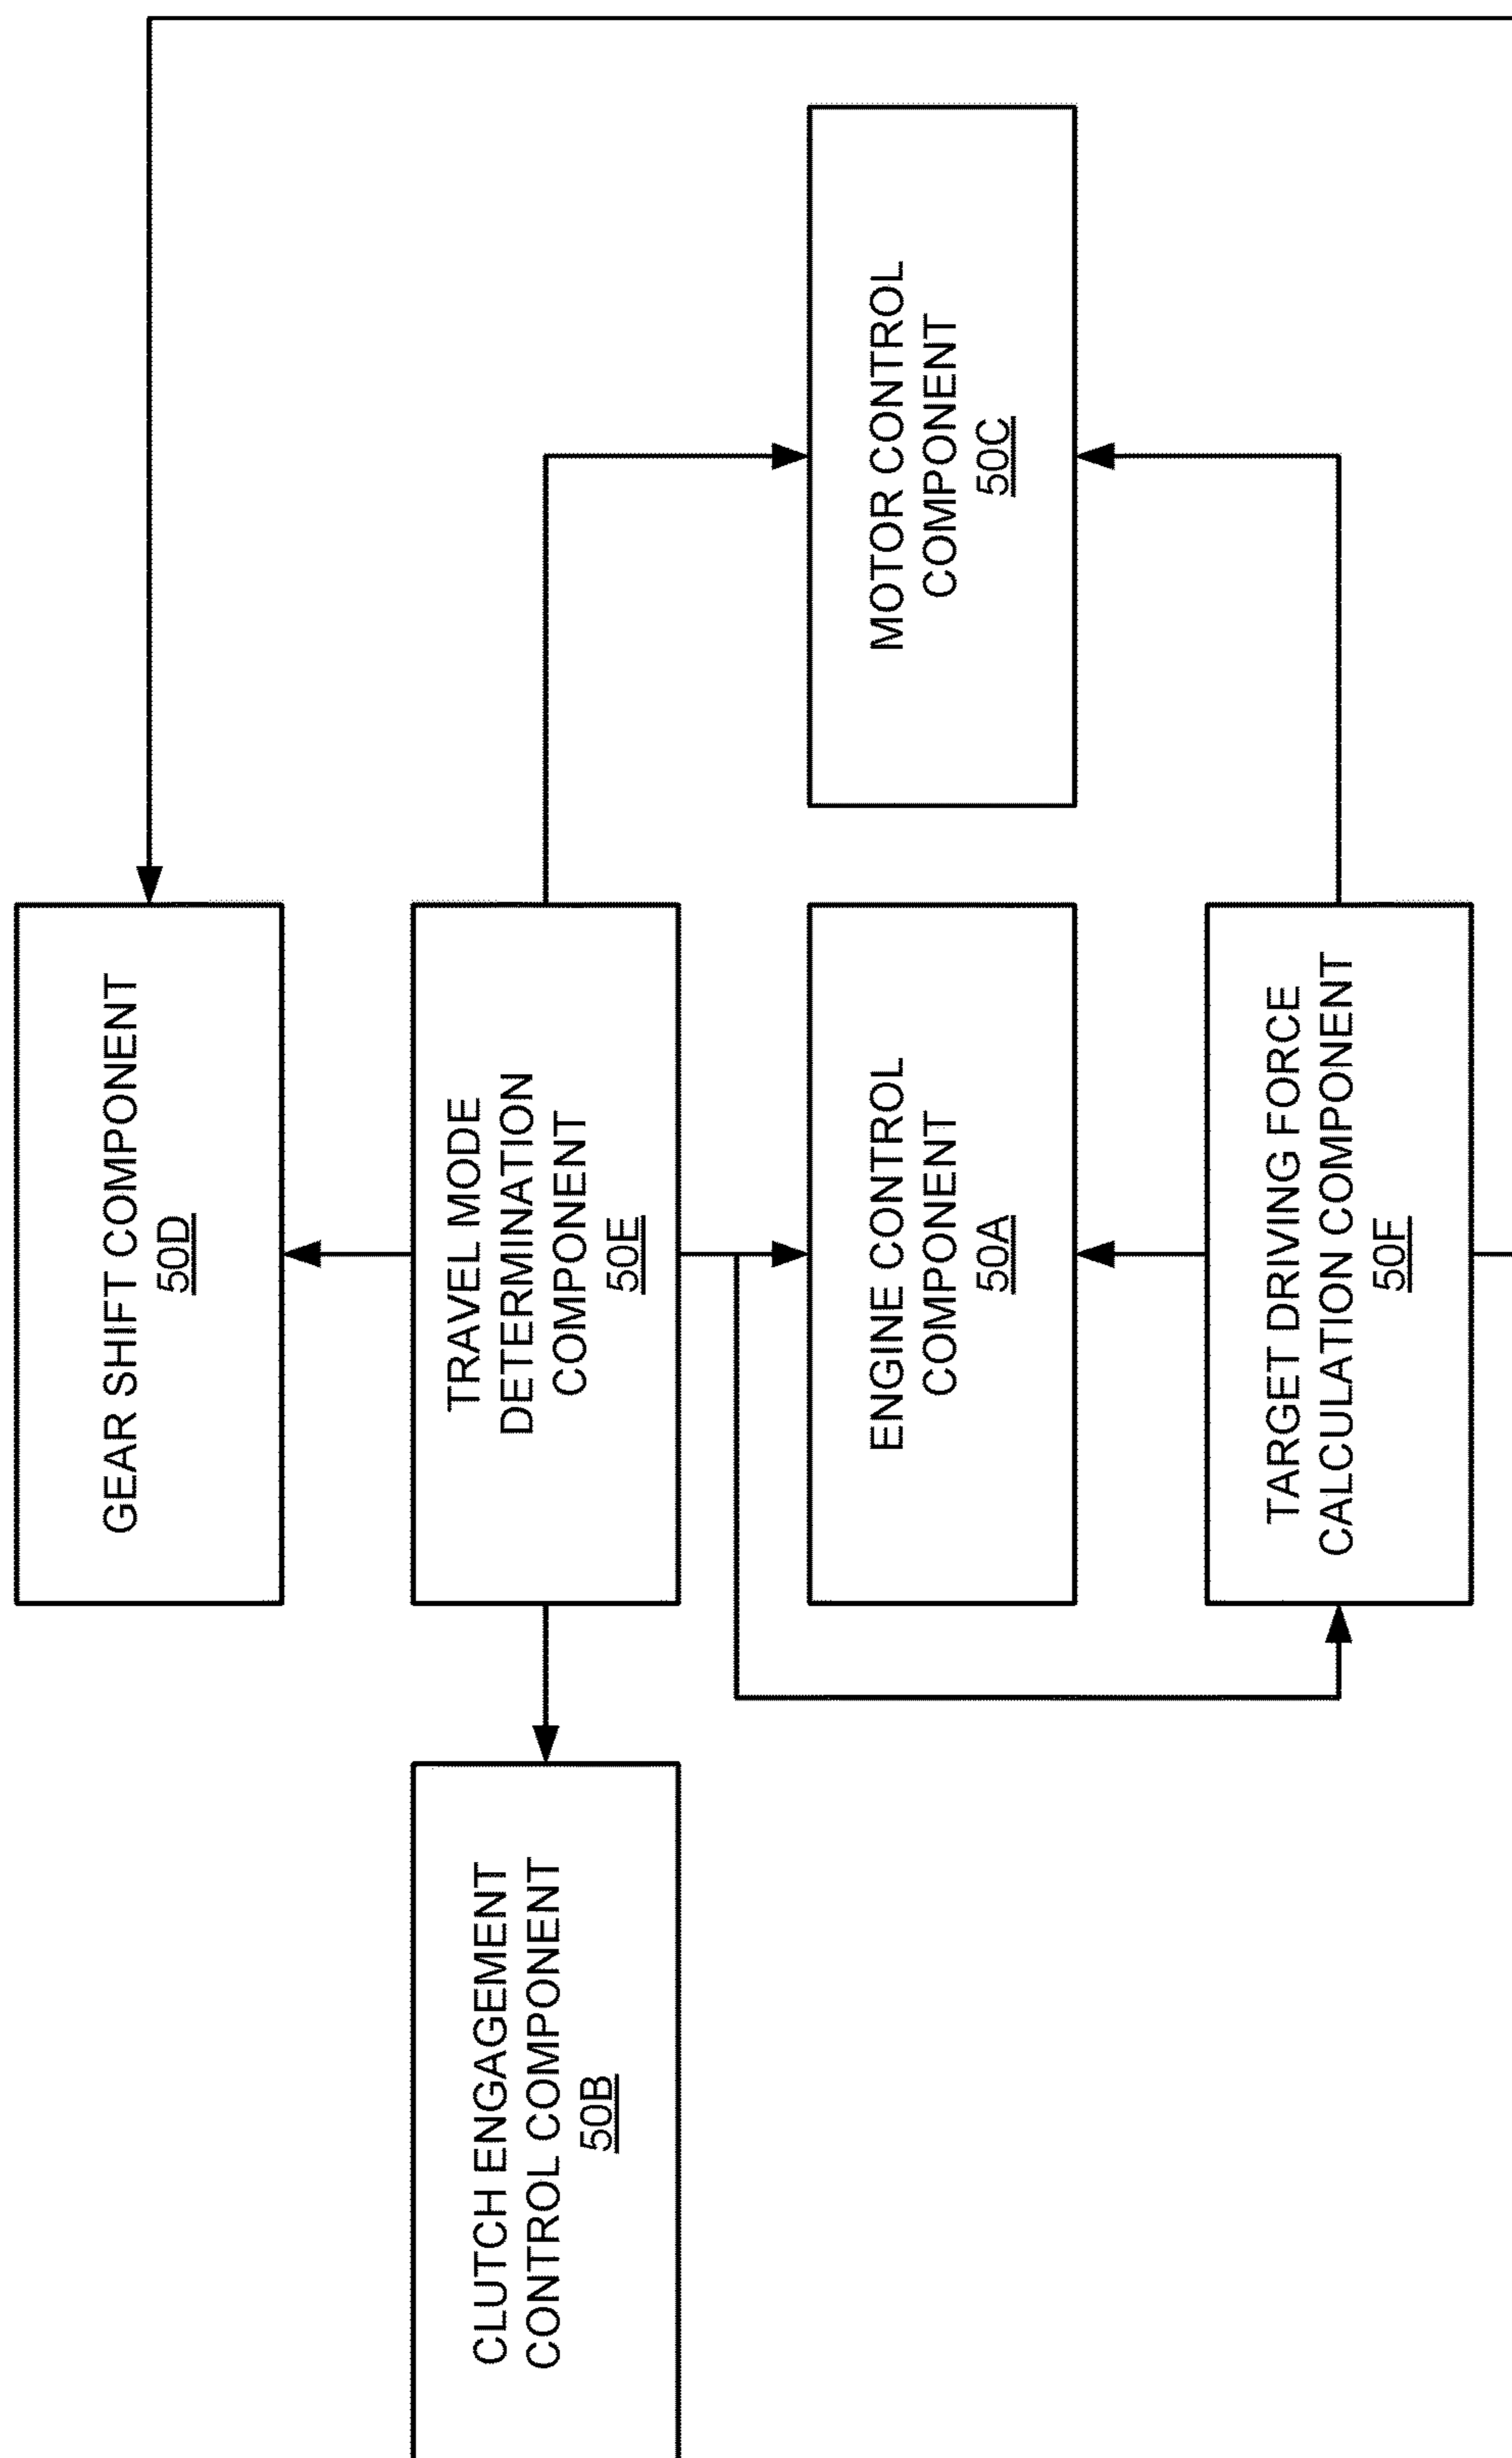 GEAR SHIFT COMPONENT
50D
TRAVEL MODE
DETERMINATION
COMPONENT
50E
CLUTCH ENGAGEMENT
CONTROL COMPONENT
50B
ENGINE CONTROL
COMPONENT
50A
MOTOR CONTROL
COMPONENT
50C
TARGET DRIVING FORCE
CALCULATION COMPONENT
50F